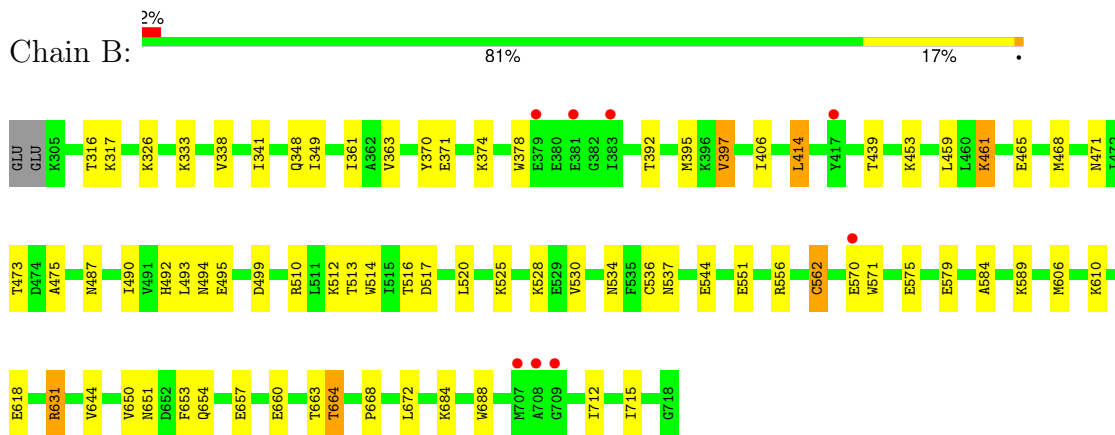 2%
Chain B:
81% 17% •
GLU GLU K305 T316 K317 K326 K333 V338 I341 Q348 I349 I361 A362 V363 Y370 E371 K374 W378 E379 E380 E381 G382 I383 T392 M395 K396 V397 I406 L414 Y417 T439 K453 L459 L460 K461 E465 M468 N471 I472
T473 D474 A475 N487 I490 V491 H492 L493 N494 E495 D499 R510 L511 K512 T513 W514 I515 T516 D517 L520 K525 K528 E529 V530 N534 F535 C536 N537 E544 E551 R556 C562 E570 W571 E575 E579 A584 K589 M606 K610
E618 R631 V644 V650 N651 D652 F653 Q654 E657 E660 T663 T664 P668 L672 K684 W688 M707 A708 G709 I712 I715 G718